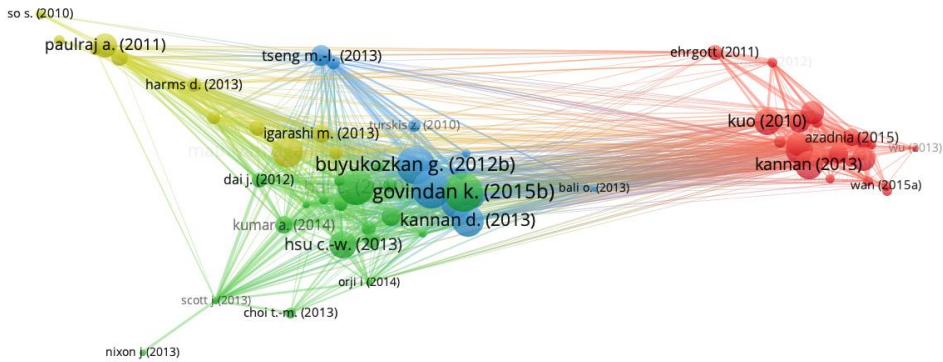 so s. (2010)
paulraj a. (2011)
tseng m.-l. (2013)
ehrgott (2011)
harms d. (2013)
turskis z. (2010)
kuo (2010)
igarashi m. (2013)
azadnia (2015)
wu (2013)
buyukozkan g. (2012b)
kannan (2013)
dai j. (2012)
govindan k. (2015b)
bali o. (2013)
wan (2015a)
kumar a. (2014)
kannan d. (2013)
hsu c.-w. (2013)
orji i (2014)
scott j (2013)
choi t.-m. (2013)
nixon j (2013)